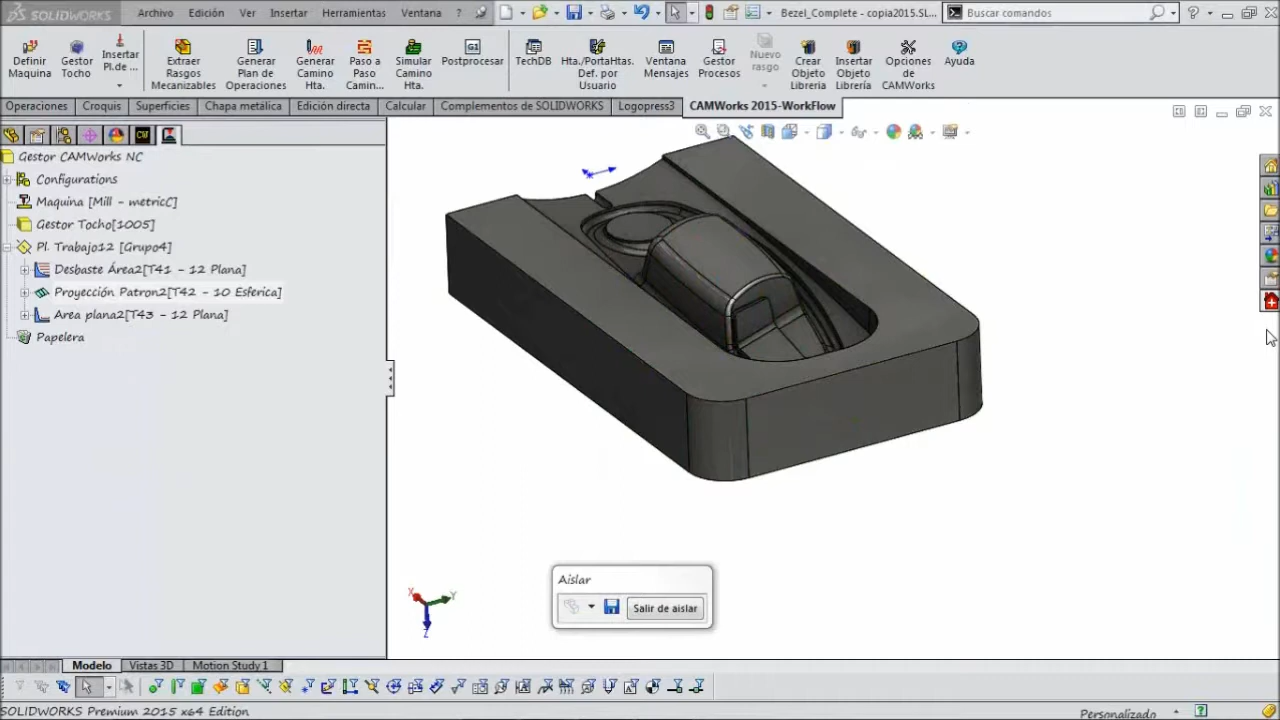 SOLIDWORKS
Archivo Edición Ver Insertar Herramientas Ventana ?
Bezel_Complete - copia2015.SL...
Buscar comandos
Definir Maquina
Gestor Tocho
Insertar Pl.de ...
Extraer Rasgos Mecanizables
Generar Plan de Operaciones
Generar Camino Hta.
Paso a Paso Camin...
Simular Camino Hta.
Postprocesar
G1
TechDB
Hta./PortaHtas. Def. por Usuario
Ventana Mensajes
Gestor Procesos
Nuevo rasgo
Crear Objeto Libreria
Insertar Objeto Librería
Opciones de CAMWorks
Ayuda
Operaciones Croquis Superficies Chapa metálica Edición directa Calcular Complementos de SOLIDWORKS Logopress3 CAMWorks 2015-WorkFlow
CW
Gestor CAMWorks NC
Configurations
Maquina [Mill - metricC]
Gestor Tocho[1005]
Pl. Trabajo12 [Grupo4]
Desbaste Área2[T41 - 12 Plana]
Proyección Patron2[T42 - 10 Esferica]
Area plana2[T43 - 12 Plana]
Papelera
X Y
Z
Aislar
Salir de aislar
Modelo Vistas 3D Motion Study 1
SOLIDWORKS Premium 2015 x64 Edition
Personalizado